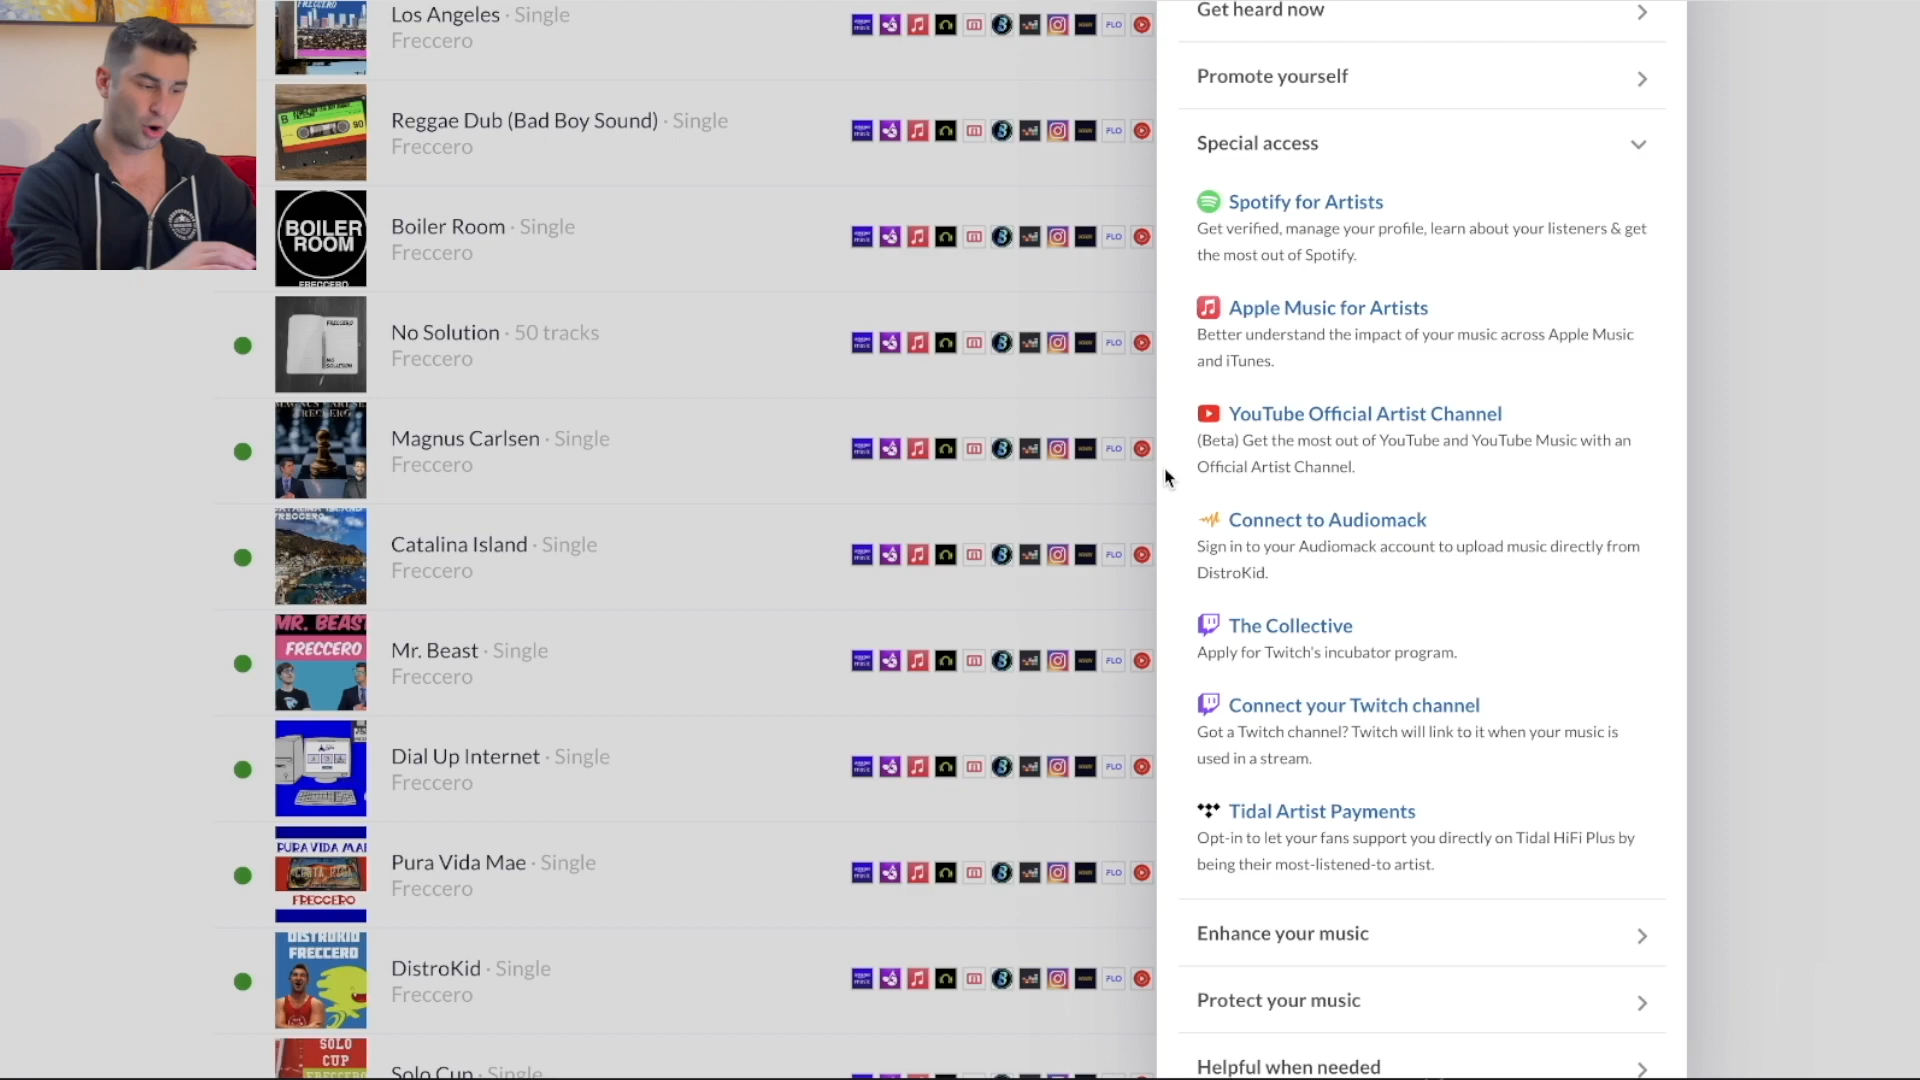 Los Angeles · Single
Freccero
Reggae Dub (Bad Boy Sound) · Single
Freccero
BOILER
ROOM
FRECCERO
Boiler Room · Single
Freccero
FRECCERO
NO
SOLUTION
No Solution · 50 tracks
Freccero
Magnus Carlsen · Single
Freccero
FRECCERO
Catalina Island · Single
Freccero
MR. BEAST
FRECCERO
Mr. Beast · Single
Freccero
Dial Up Internet · Single
Freccero
PURA VIDA MAE
COSTA RICA
FRECCERO
Pura Vida Mae · Single
Freccero
DISTROKID
FRECCERO
DistroKid · Single
Freccero
SOLO
CUP
FRECCERO
Solo Cup · Single
Get heard now
Promote yourself
Special access
Spotify for Artists
Get verified, manage your profile, learn about your listeners & get
the most out of Spotify.
Apple Music for Artists
Better understand the impact of your music across Apple Music
and iTunes.
YouTube Official Artist Channel
(Beta) Get the most out of YouTube and YouTube Music with an
Official Artist Channel.
Connect to Audiomack
Sign in to your Audiomack account to upload music directly from
DistroKid.
The Collective
Apply for Twitch's incubator program.
Connect your Twitch channel
Got a Twitch channel? Twitch will link to it when your music is
used in a stream.
Tidal Artist Payments
Opt-in to let your fans support you directly on Tidal HiFi Plus by
being their most-listened-to artist.
Enhance your music
Protect your music
Helpful when needed